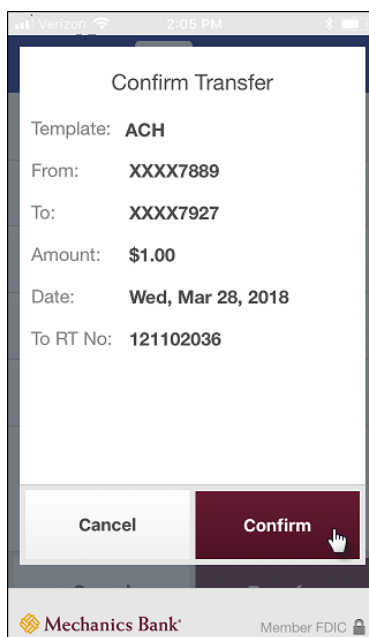 Verizon 2:05 PM
Confirm Transfer
Template: ACH
From: XXXX7889
To: XXXX7927
Amount: $1.00
Date: Wed, Mar 28, 2018
To RT No: 121102036
Cancel Confirm
Mechanics Bank Member FDIC